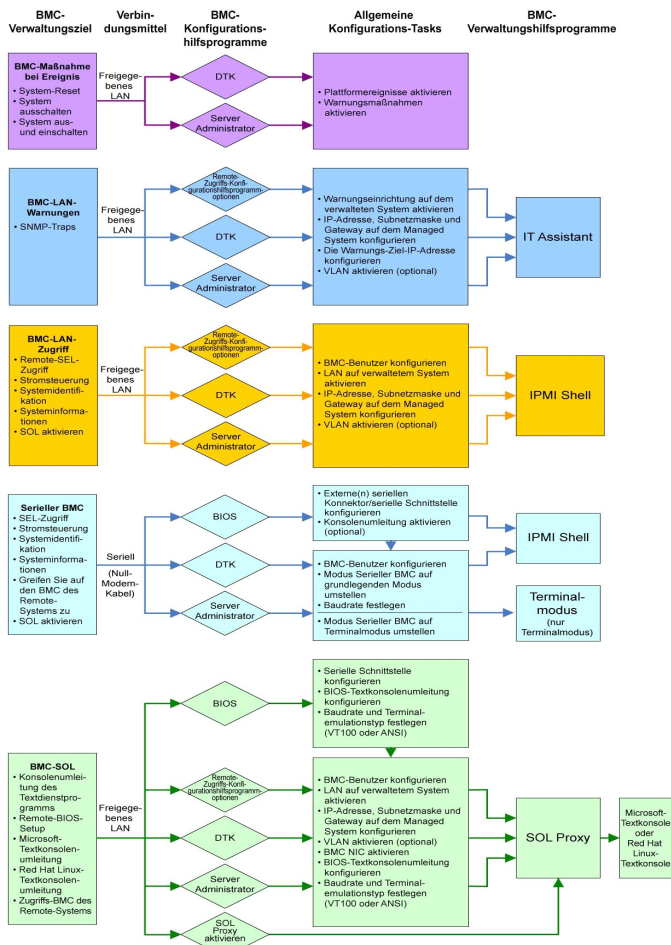 BMC-
Verwaltungsziel
Verbin-
dungsmittel
BMC-
Konfigurations-
hilfsprogramme
Allgemeine
Konfigurations-Tasks
BMC-
Verwaltungshilfsprogramme
BMC-Maßnahme
bei Ereignis
• System-Reset
• System
ausschalten
• System aus-
und einschalten
Freigege-
benes
LAN
DTK
Server
Administrator
• Plattformereignisse aktivieren
• Warnungsmaßnahmen
aktivieren
BMC-LAN-
Warnungen
• SNMP-Traps
Freigege-
benes
LAN
Remote-
Zugriffs-Konfi-
gurationshilfsprogramm-
optionen
DTK
Server
Administrator
• Warnungseinrichtung auf dem
verwalteten System aktivieren
• IP-Adresse, Subnetzmaske und
Gateway auf dem Managed
System konfigurieren
• Die Warnungs-Ziel-IP-Adresse
konfigurieren
• VLAN aktivieren (optional)
IT Assistant
BMC-LAN-
Zugriff
• Remote-SEL-
Zugriff
• Stromsteuerung
• Systemidentifi-
kation
• Systeminformati-
onen
• SOL aktivieren
Freigege-
benes
LAN
Remote-
Zugriffs-Konfi-
gurationshilfsprogramm-
optionen
DTK
Server
Administrator
• BMC-Benutzer konfigurieren
• LAN auf verwaltetem System
aktivieren
• IP-Adresse, Subnetzmaske und
Gateway auf dem Managed
System konfigurieren
• VLAN aktivieren (optional)
IPMI Shell
Serieller BMC
• SEL-Zugriff
• Stromsteuerung
• Systemidentifi-
kation
• Systeminformati-
onen
• Greifen Sie auf
den BMC des
Remote-
Systems zu
• SOL aktivieren
Seriell
(Null-
Modem-
Kabel)
BIOS
DTK
Server
Administrator
• Externe(n) seriellen
Konnektor/serielle Schnittstelle
konfigurieren
• Konsolenumleitung aktivieren
(optional)
• BMC-Benutzer konfigurieren
• Modus Serieller BMC auf
grundlegenden Modus
umstellen
• Baudrate festlegen
• Modus Serieller BMC auf
Terminalmodus umstellen
IPMI Shell
Terminal-
modus
(nur
Terminalmodus)
BMC-SOL
• Konsolenumlei-
tung des
Textdienstpro-
gramms
• Remote-BIOS-
Setup
• Microsoft-
Textkonsolen-
umleitung
• Red Hat Linux-
Textkonsolen-
umleitung
• Zugriffs-BMC des
Remote-Systems
Freigege-
benes
LAN
BIOS
Remote-
Zugriffs-Konfi-
gurationshilfsprogramm-
optionen
DTK
Server
Administrator
SOL
Proxy
aktivieren
• Serielle Schnittstelle
konfigurieren
• BIOS-Textkonsolenumleitung
konfigurieren
• Baudrate und Terminal-
emulationstyp festlegen
(VT100 oder ANSI)
• BMC-Benutzer konfigurieren
• LAN auf verwaltetem System
aktivieren
• IP-Adresse, Subnetzmaske und
Gateway auf dem Managed
System konfigurieren
• VLAN aktivieren (optional)
• BMC NIC aktivieren
• BIOS-Textkonsolenumleitung
konfigurieren
• Baudrate und Terminal-
emulationstyp festlegen
(VT100 oder ANSI)
SOL Proxy
Microsoft-
Textkonsole
oder
Red Hat
Linux-
Textkonsole